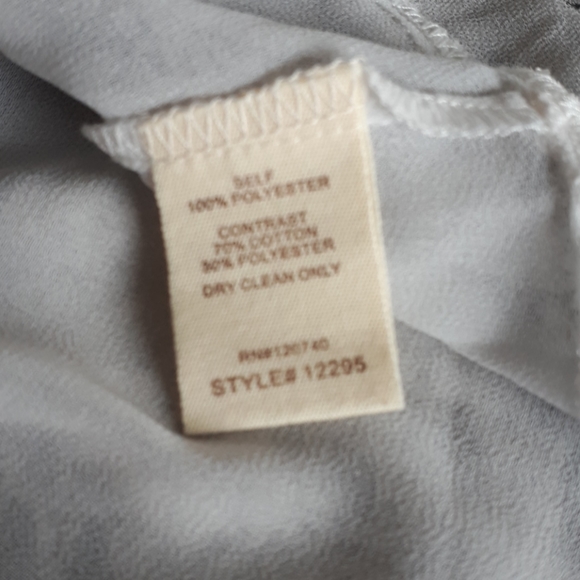 SELF
100% POLYESTER
CONTRAST
70% COTTON
30% POLYESTER
DRY CLEAN ONLY
RN#120740
STYLE# 12295